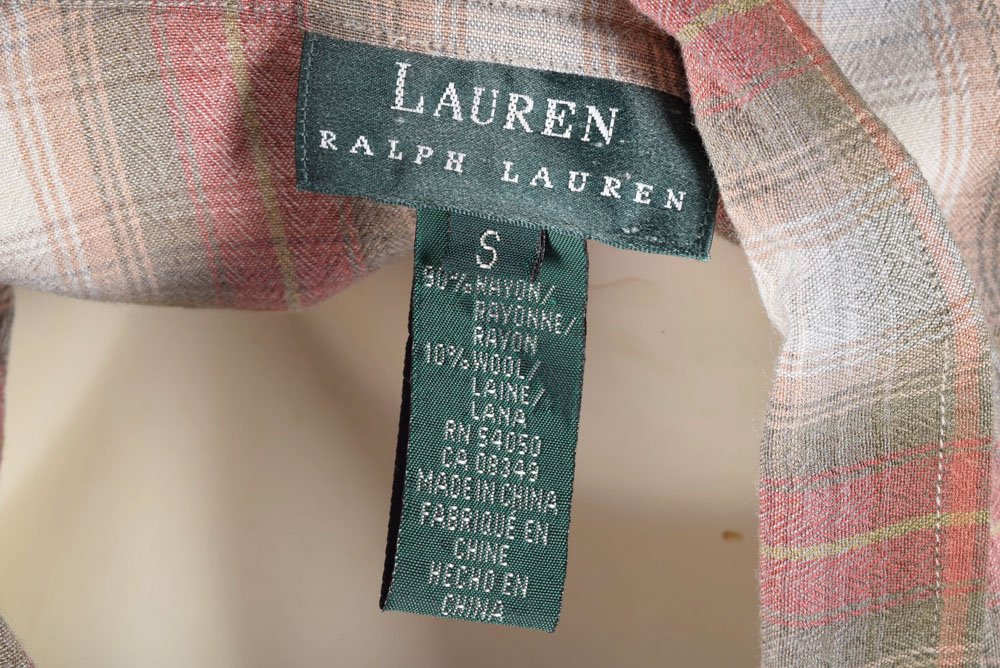 LAUREN
RALPH LAUREN
S
90% RAYON/
RAYONNE/
RAYON
10% WOOL/
LAINE/
LANA
RN 54050
CA 08349
MADE IN CHINA
FABRIQUÉ EN
CHINE
HECHO EN
CHINA